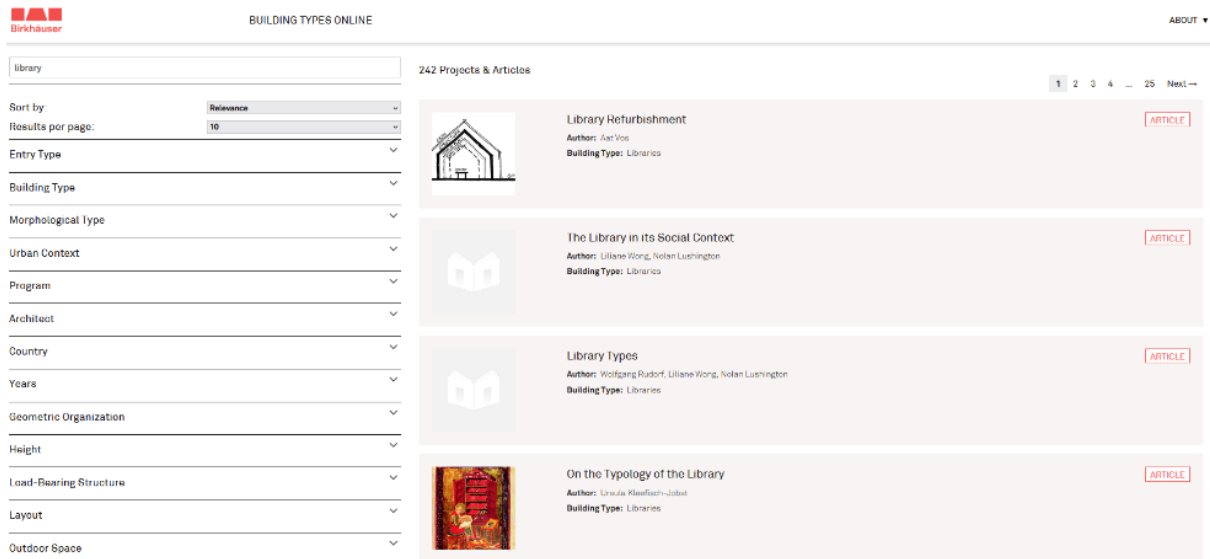 Birkhäuser
BUILDING TYPES ONLINE
ABOUT ▼
library
Sort by:
Relevance
Results per page:
10
Entry Type
Building Type
Morphological Type
Urban Context
Program
Architect
Country
Years
Geometric Organization
Height
Load-Bearing Structure
Layout
Outdoor Space
242 Projects & Articles
1 2 3 4 ... 25 Next→
Library Refurbishment
ARTICLE
Author: Aat Vos
Building Type: Libraries
The Library in its Social Context
ARTICLE
Author: Liliane Wong, Nolan Lushington
Building Type: Libraries
Library Types
ARTICLE
Author: Wolfgang Rudorf, Liliane Wong, Nolan Lushington
Building Type: Libraries
On the Typology of the Library
ARTICLE
Author: Ursula Kleefisch-Jobst
Building Type: Libraries